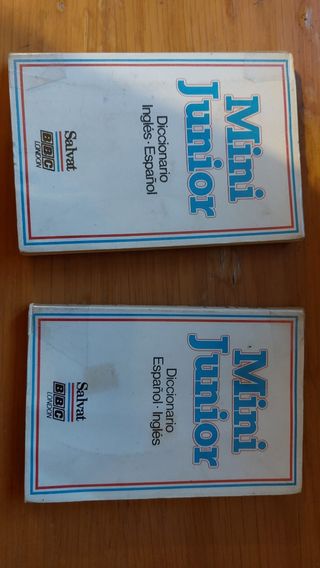 Mini
Junior
Diccionario
Inglés · Español
Salvat
BBC
LONDON
Mini
Junior
Diccionario
Español · Inglés
Salvat
BBC
LONDON